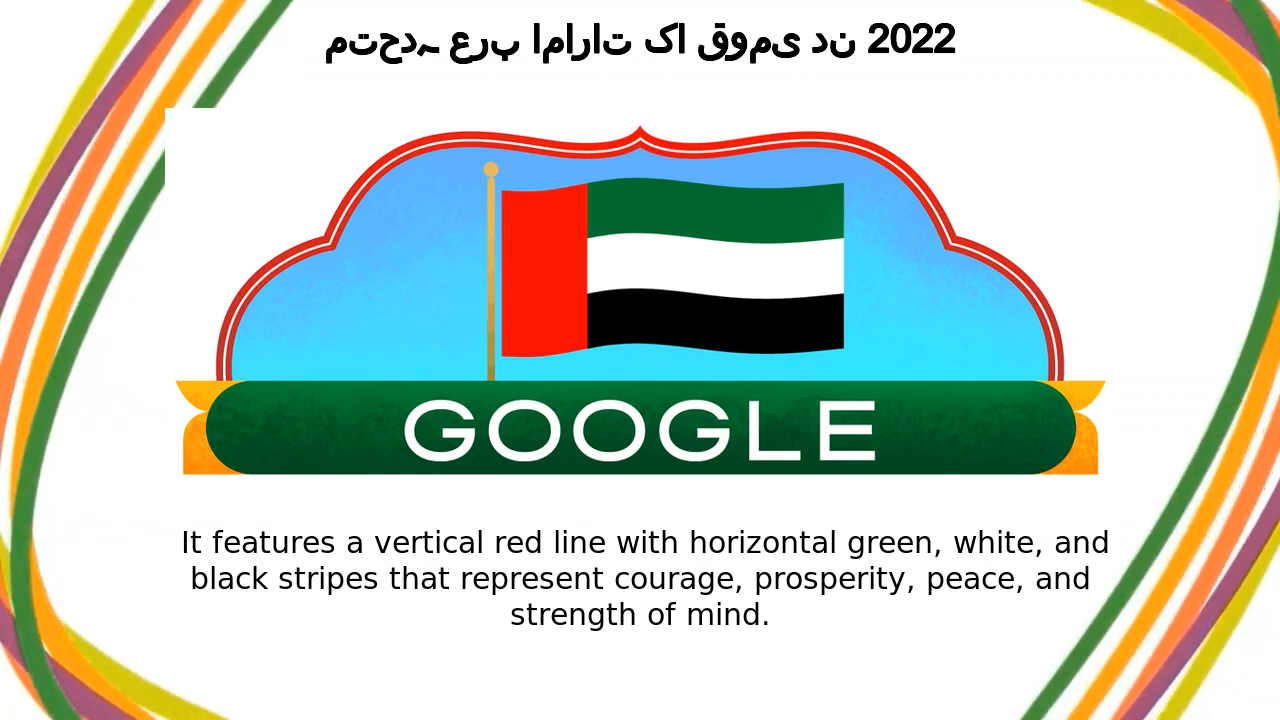 متحدہ عرب امارات کا قومی دن 2022
GOOGLE
It features a vertical red line with horizontal green, white, and
black stripes that represent courage, prosperity, peace, and
strength of mind.